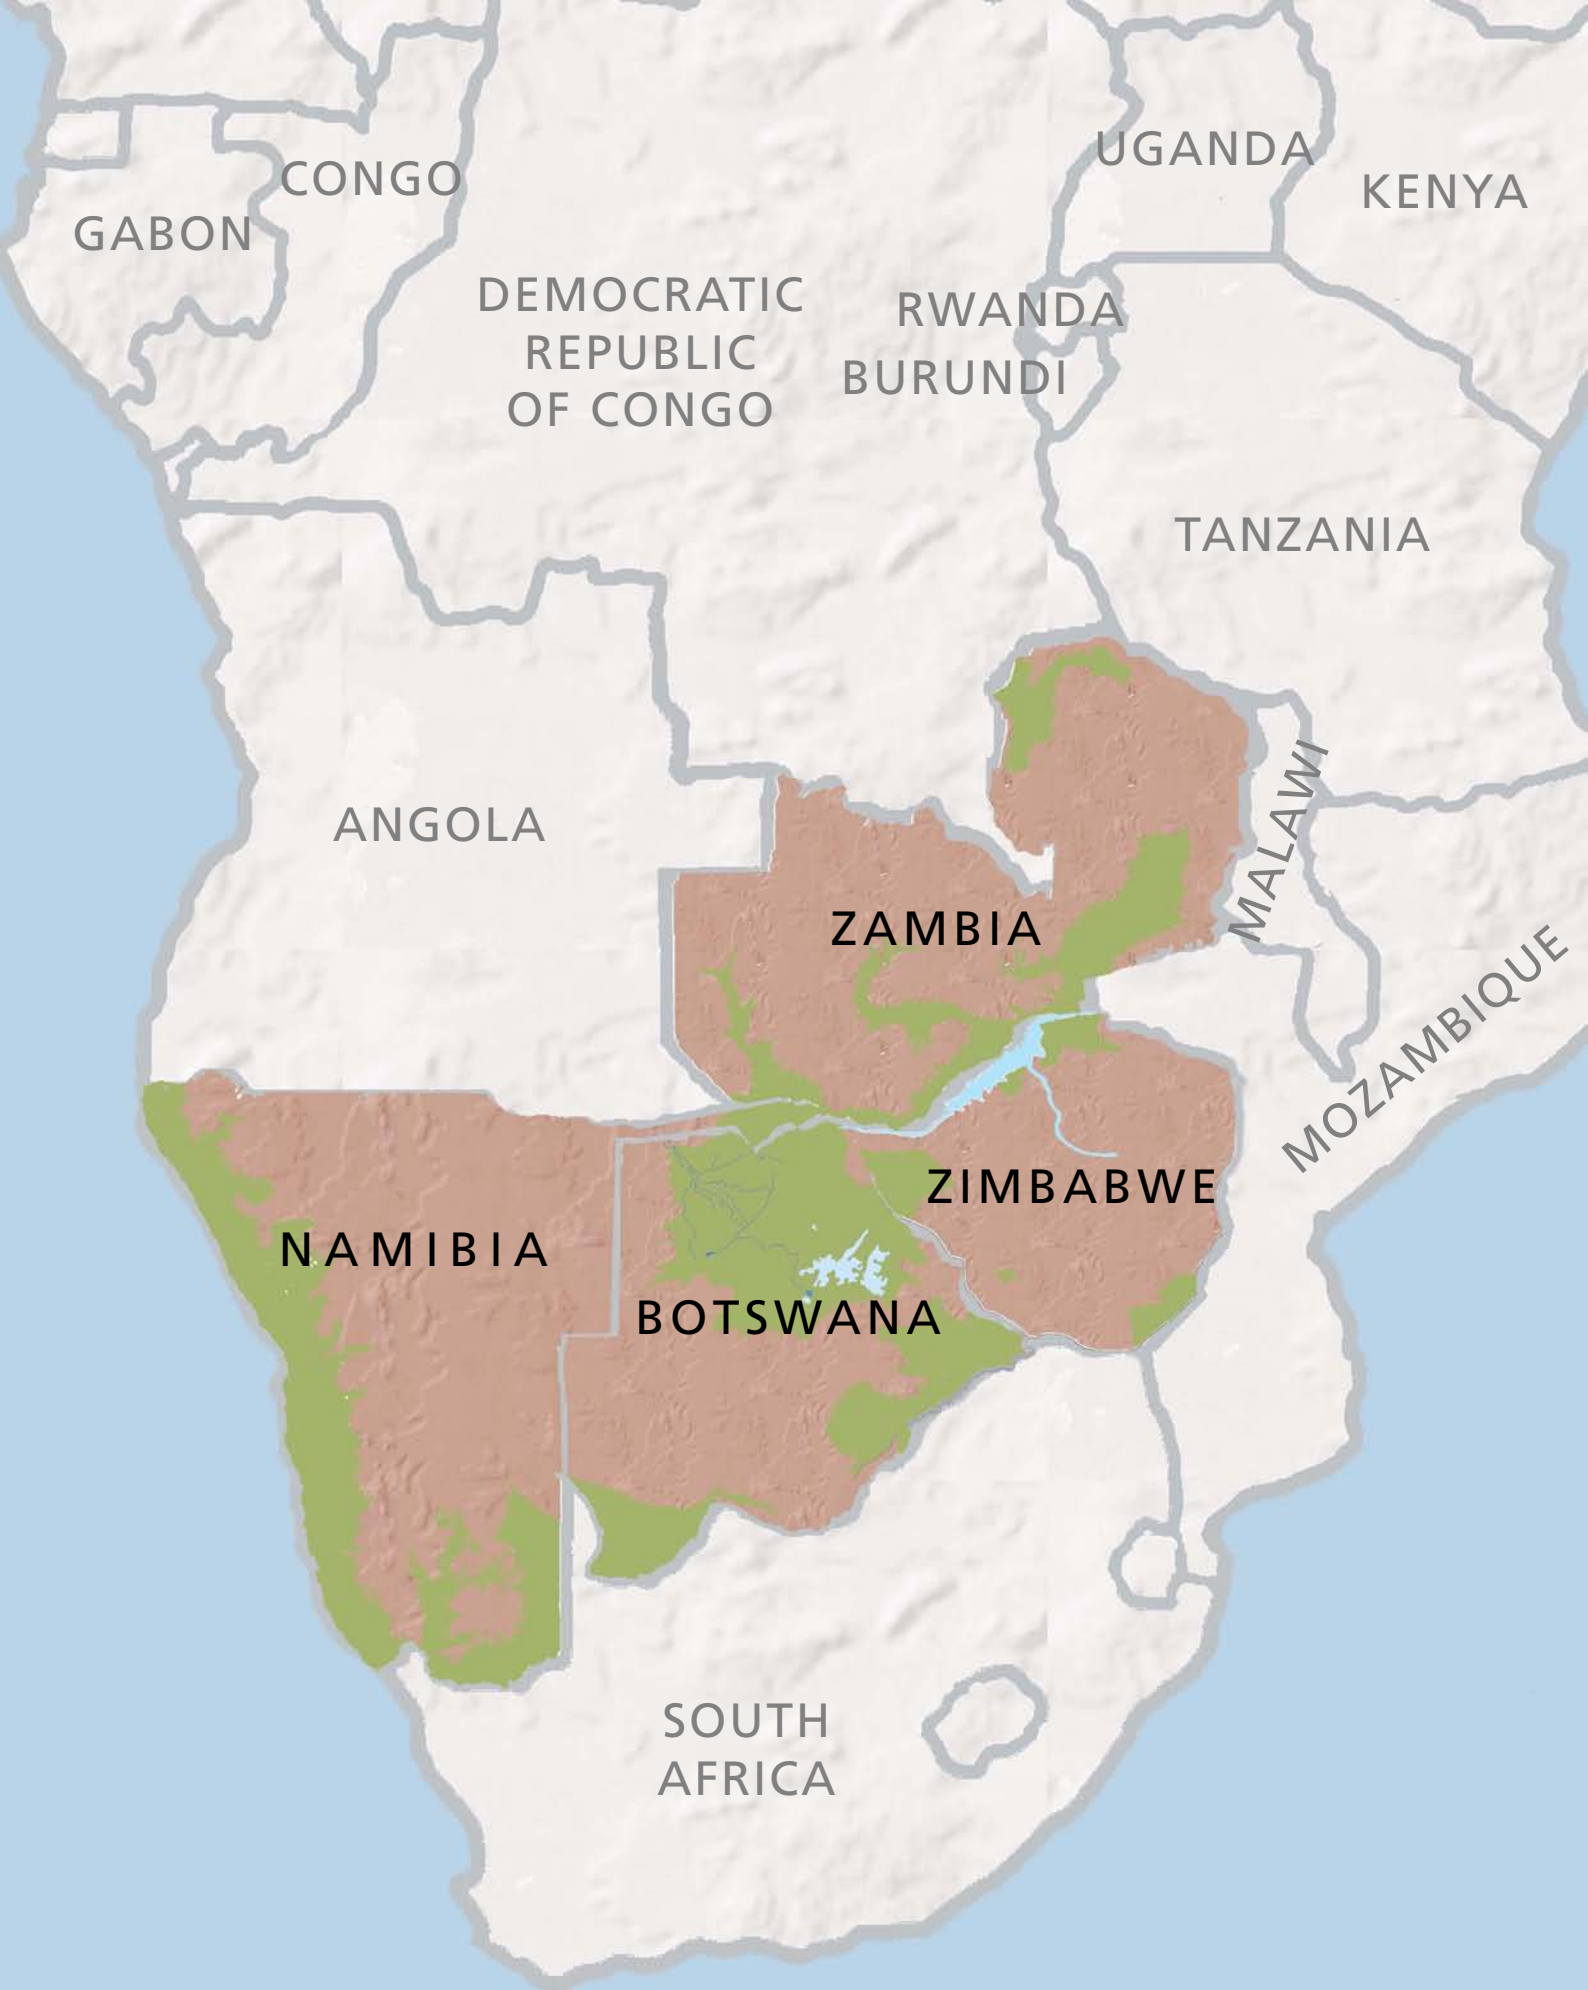 UGANDA
CONGO
KENYA
GABON
DEMOCRATIC
REPUBLIC
OF CONGO
RWANDA
BURUNDI
TANZANIA
MALAWI
ANGOLA
ZAMBIA
MOZAMBIQUE
ZIMBABWE
NAMIBIA
BOTSWANA
SOUTH
AFRICA